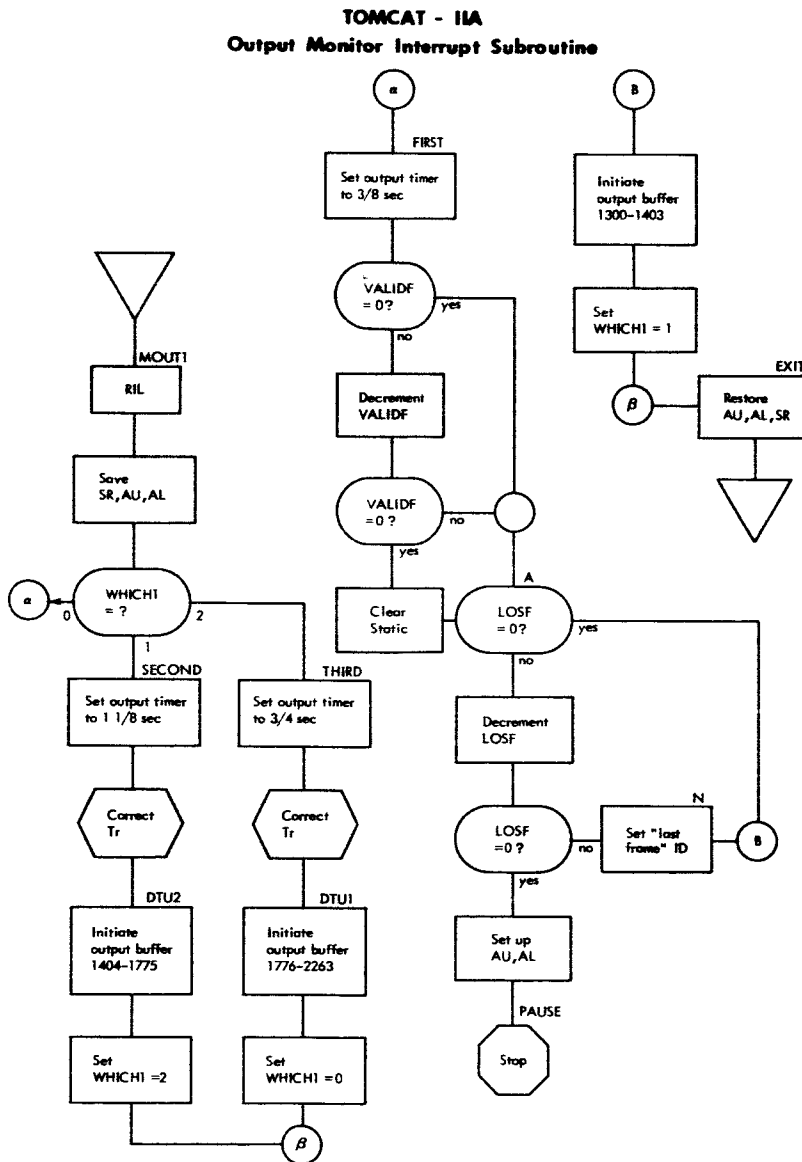 TOMCAT - IIA
Output Monitor Interrupt Subroutine
MOUT1
RIL
Save
SR,AU,AL
WHICH1
= ?
0
1
2
α
SECOND
Set output timer
to 1 1/8 sec
Correct
Tr
DTU2
Initiate
output buffer
1404-1775
Set
WHICH1 =2
THIRD
Set output timer
to 3/4 sec
Correct
Tr
DTU1
Initiate
output buffer
1776-2263
Set
WHICH1 =0
β
α
FIRST
Set output timer
to 3/8 sec
VALIDF
= 0?
yes
no
Decrement
VALIDF
VALIDF
=0?
no
yes
Clear
Static
A
LOSF
= 0?
yes
no
Decrement
LOSF
LOSF
=0?
no
yes
N
Set "last
frame" ID
B
Set up
AU,AL
PAUSE
Stop
B
Initiate
output buffer
1300-1403
Set
WHICH1 = 1
β
EXIT
Restore
AU,AL,SR